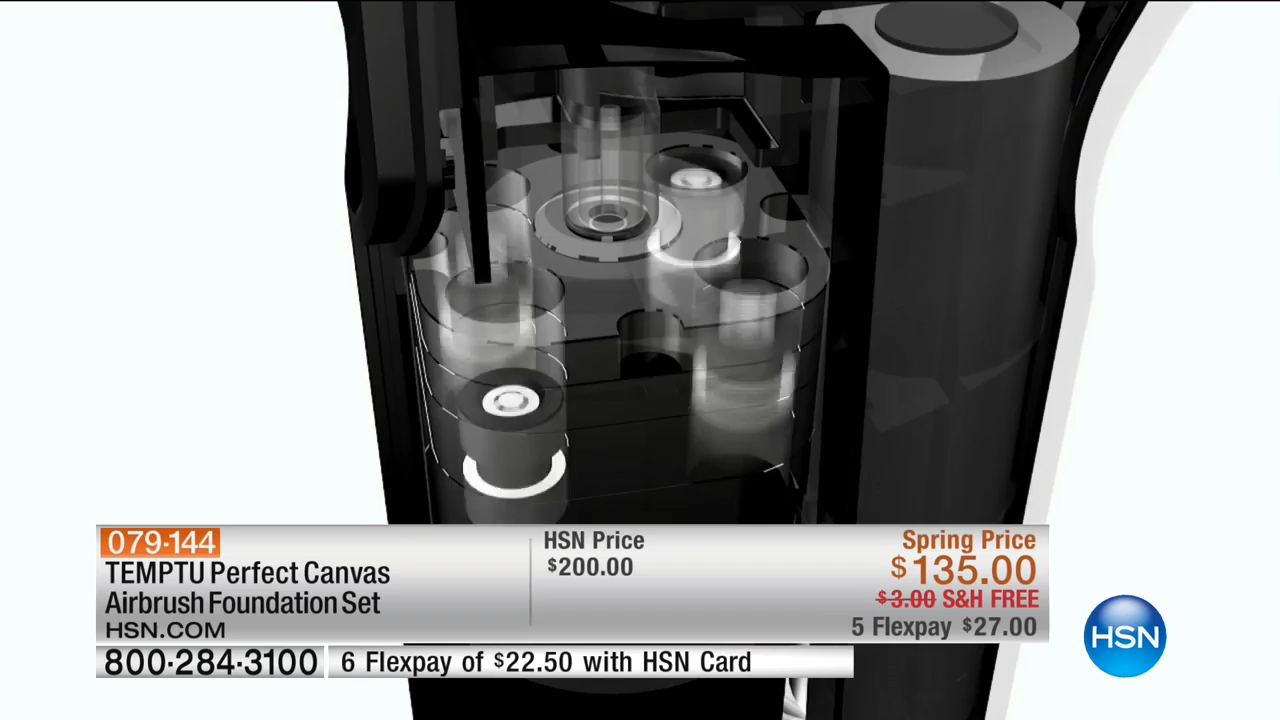 079-144
TEMPTU Perfect Canvas
Airbrush Foundation Set
HSN.COM
HSN Price
$200.00
Spring Price
$135.00
$3.00 S&H FREE
5 Flexpay $27.00
800·284·3100
6 Flexpay of $22.50 with HSN Card
HSN